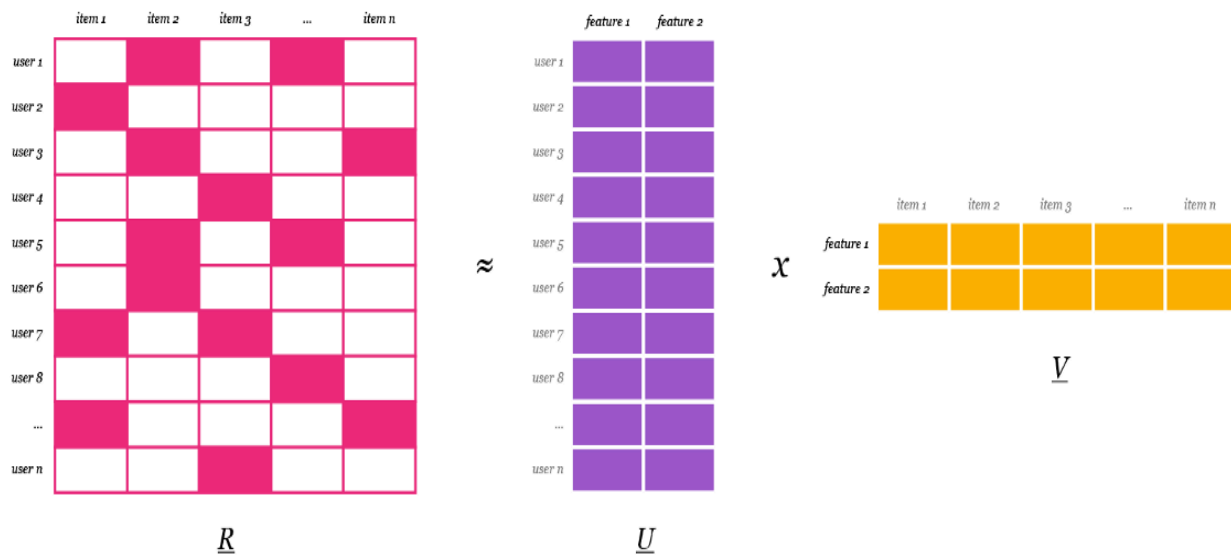 item 1 item 2 item 3 ... item n
user 1
user 2
user 3
user 4
user 5
user 6
user 7
user 8
...
user n
R
≈
feature 1 feature 2
user 1
user 2
user 3
user 4
user 5
user 6
user 7
user 8
...
user n
U
x
item 1 item 2 item 3 ... item n
feature 1
feature 2
V